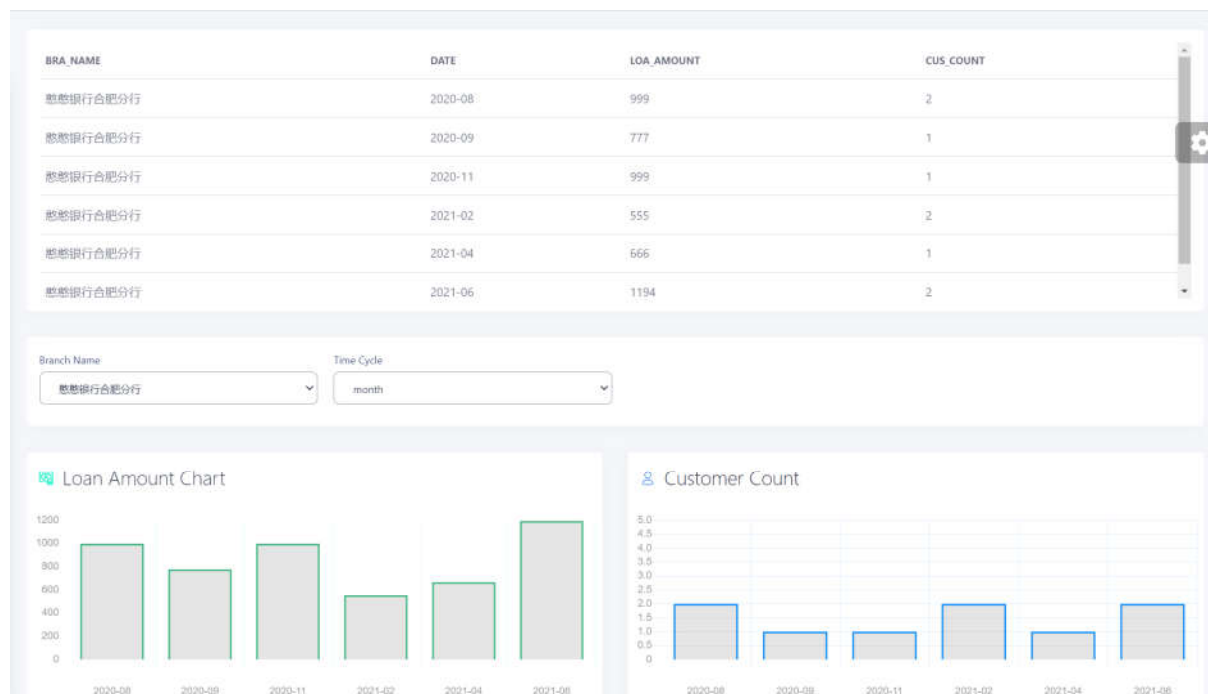 BRA_NAME DATE LOA_AMOUNT CUS_COUNT
憨憨银行合肥分行 2020-08 999 2
憨憨银行合肥分行 2020-09 777 1
憨憨银行合肥分行 2020-11 999 1
憨憨银行合肥分行 2021-02 555 2
憨憨银行合肥分行 2021-04 666 1
憨憨银行合肥分行 2021-06 1194 2
Branch Name Time Cycle
憨憨银行合肥分行 month
Loan Amount Chart
1200
1000
800
600
400
200
0
2020-08 2020-09 2020-11 2021-02 2021-04 2021-06
Customer Count
5.0
4.5
4.0
3.5
3.0
2.5
2.0
1.5
1.0
0.5
0
2020-08 2020-09 2020-11 2021-02 2021-04 2021-06